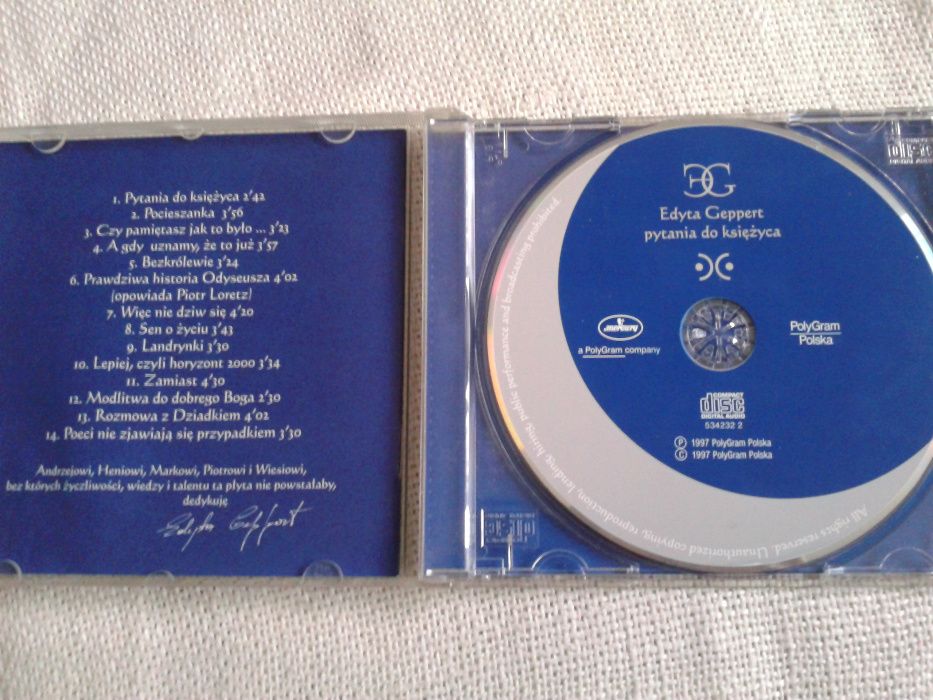 1. Pytania do księżyca 2'42
2. Pocieszanka 3'56
3. Czy pamiętasz jak to było ... 3'23
4. A gdy uznamy, że to już 3'57
5. Bezkrólewie 3'24
6. Prawdziwa historia Odyseusza 4'02
(opowiada Piotr Loretz)
7. Więc nie dziw się 4'20
8. Sen o życiu 3'43
9. Landrynki 3'30
10. Lepiej, czyli horyzont 2000 3'34
11. Zamiast 4'30
12. Modlitwa do dobrego Boga 2'30
13. Rozmowa z Dziadkiem 4'02
14. Poeci nie zjawiają się przypadkiem 3'30
Andrzejowi, Heniowi, Markowi, Piotrowi i Wiesiowi,
bez których życzliwości, wiedzy i talentu ta płyta nie powstałaby,
dedykuję
Edyta Geppert
EG
Edyta Geppert
pytania do księżyca
mercury
a PolyGram company
PolyGram
Polska
COMPACT
disc
DIGITAL AUDIO
534232 2
℗ 1997 PolyGram Polska
© 1997 PolyGram Polska
All rights reserved. Unauthorized copying, reproduction, lending, hiring, public performance and broadcasting prohibited.